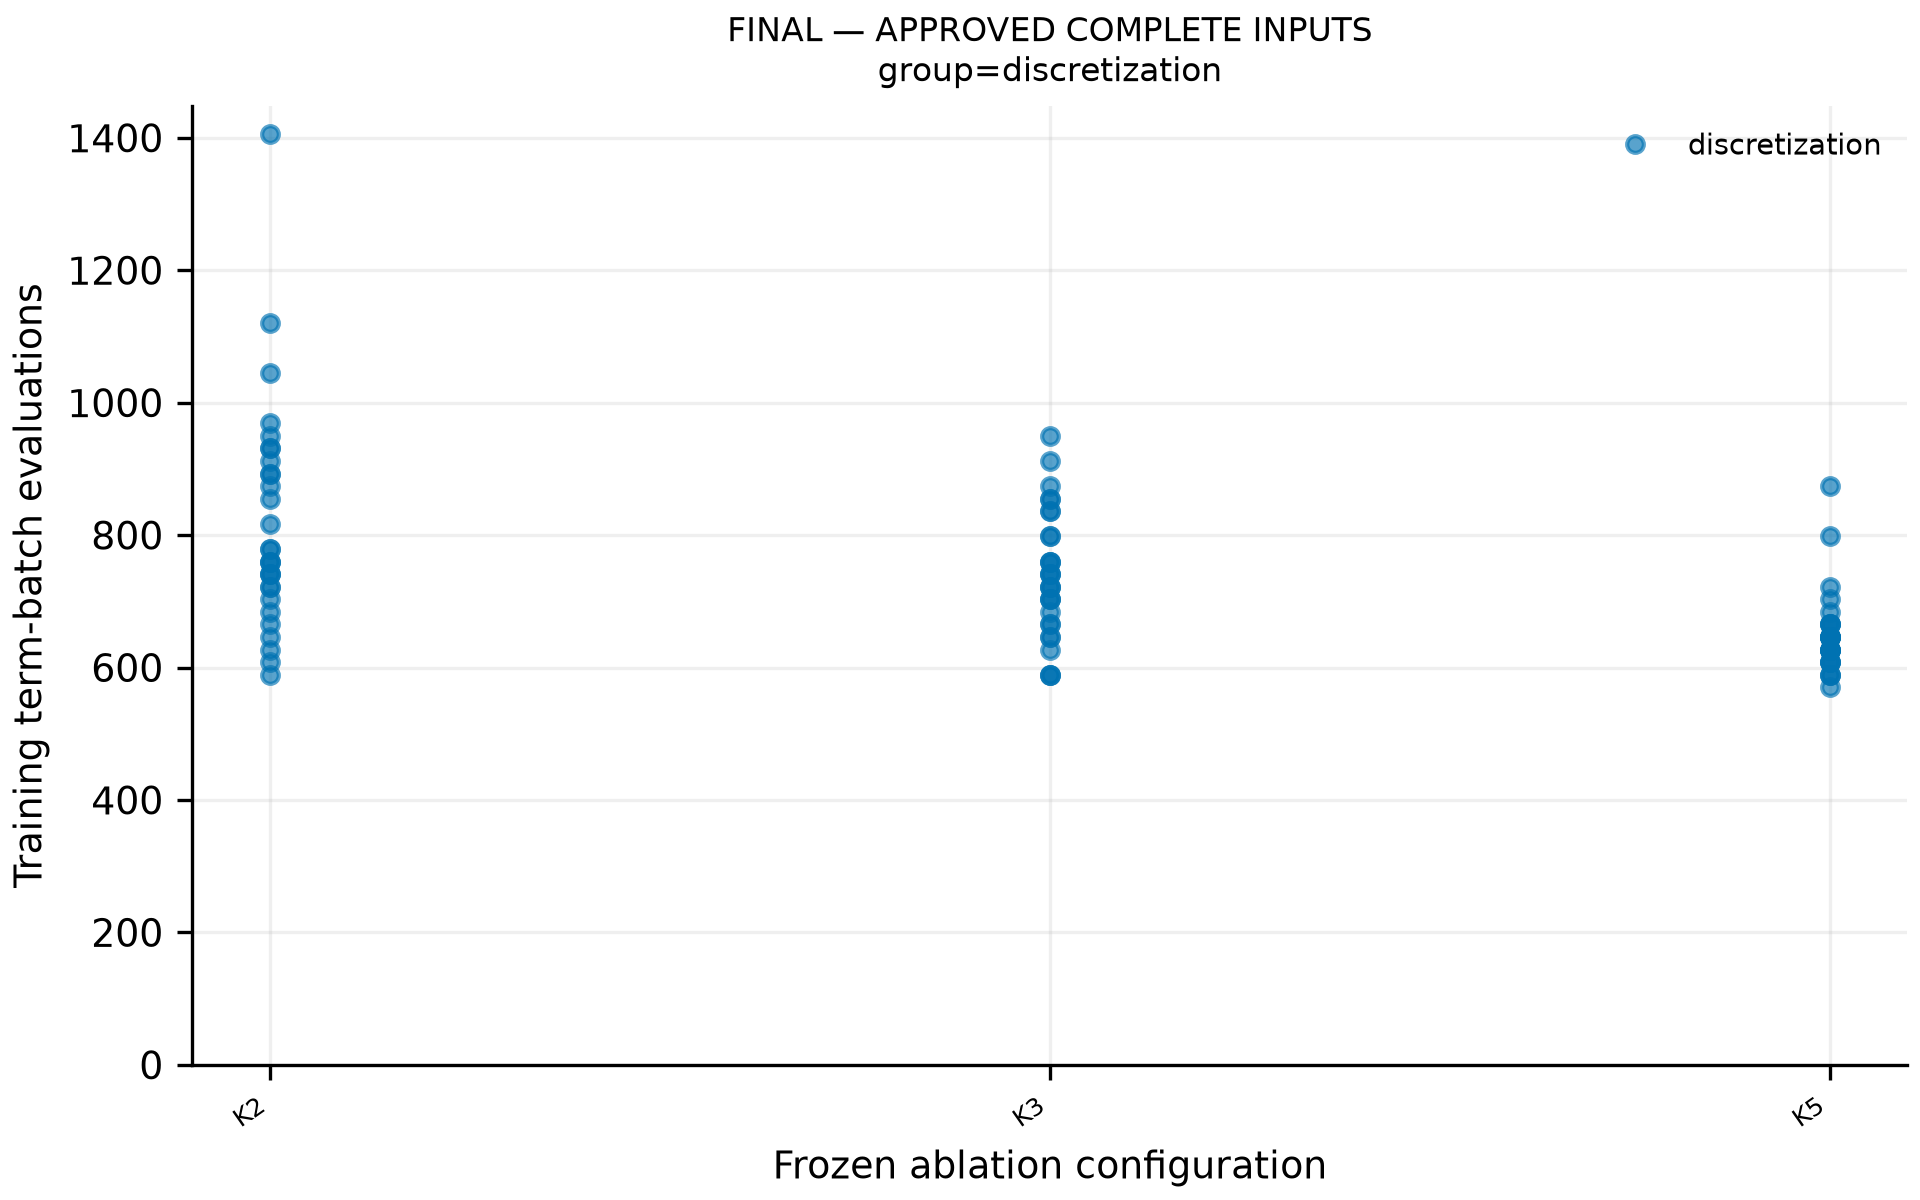 FINAL — APPROVED COMPLETE INPUTS
group=discretization
discretization
Training term-batch evaluations
1400
1200
1000
800
600
400
200
0
K2
K3
K5
Frozen ablation configuration